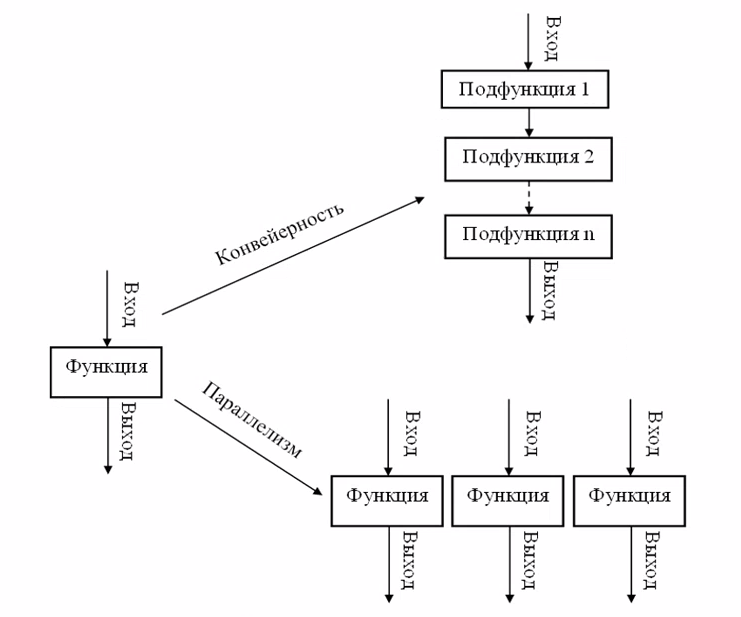 Вход
Подфункция 1
Подфункция 2
Подфункция n
Выход
Конвейерность
Вход
Функция
Выход
Параллелизм
Вход
Вход
Вход
Функция
Функция
Функция
Выход
Выход
Выход